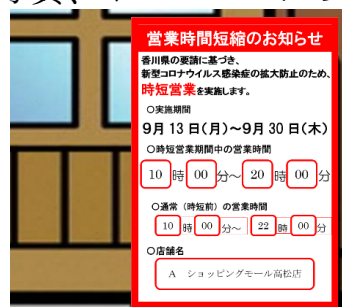 営業時間短縮のお知らせ
香川県の要請に基づき、
新型コロナウイルス感染症の拡大防止のため、
時短営業を実施します。
○実施期間
9月13日(月)～9月30日(木)
○時短営業期間中の営業時間
10時00分～20時00分
○通常（時短前）の営業時間
10時00分～22時00分
○店舗名
A ショッピングモール高松店